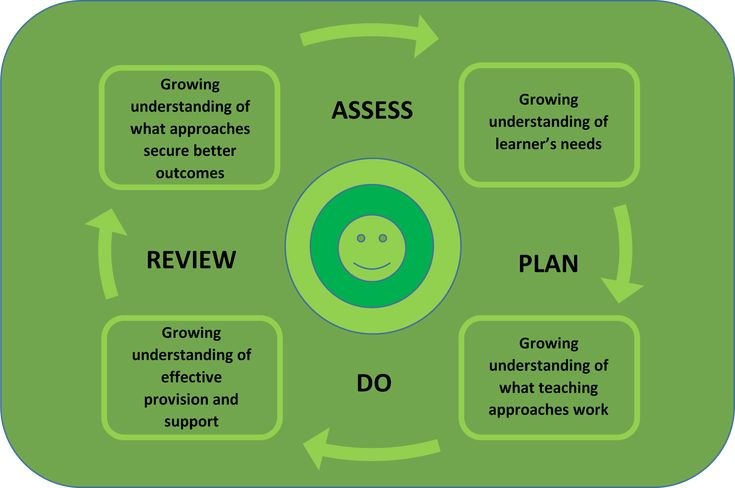 ASSESS
Growing
understanding of
what approaches
secure better
outcomes
Growing
understanding of
learner's needs
REVIEW
PLAN
Growing
understanding of
effective
provision and
support
DO
Growing
understanding of
what teaching
approaches work